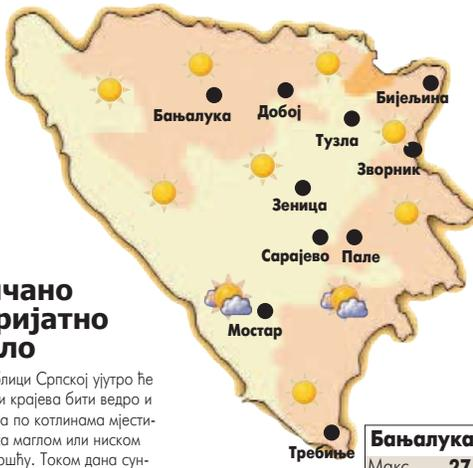 Бањалука
Добој
Бијељина
Тузла
Зворник
Зеница
Сарајево
Пале
Мостар
Требиње
чано
ријатно
ло
лици Српској ујутро ће
и крајева бити ведро и
а по котлинама мјести-
а маглом или ниском
ршћу. Током дана сун-
Бањалука
Макс. 27